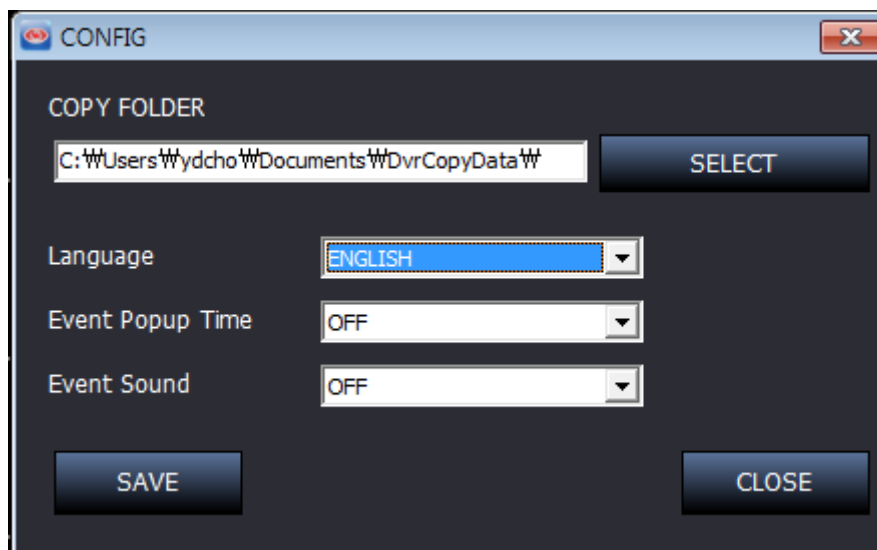 CONFIG
COPY FOLDER
C:₩Users₩ydcho₩Documents₩DvrCopyData₩ SELECT
Language ENGLISH
Event Popup Time OFF
Event Sound OFF
SAVE CLOSE